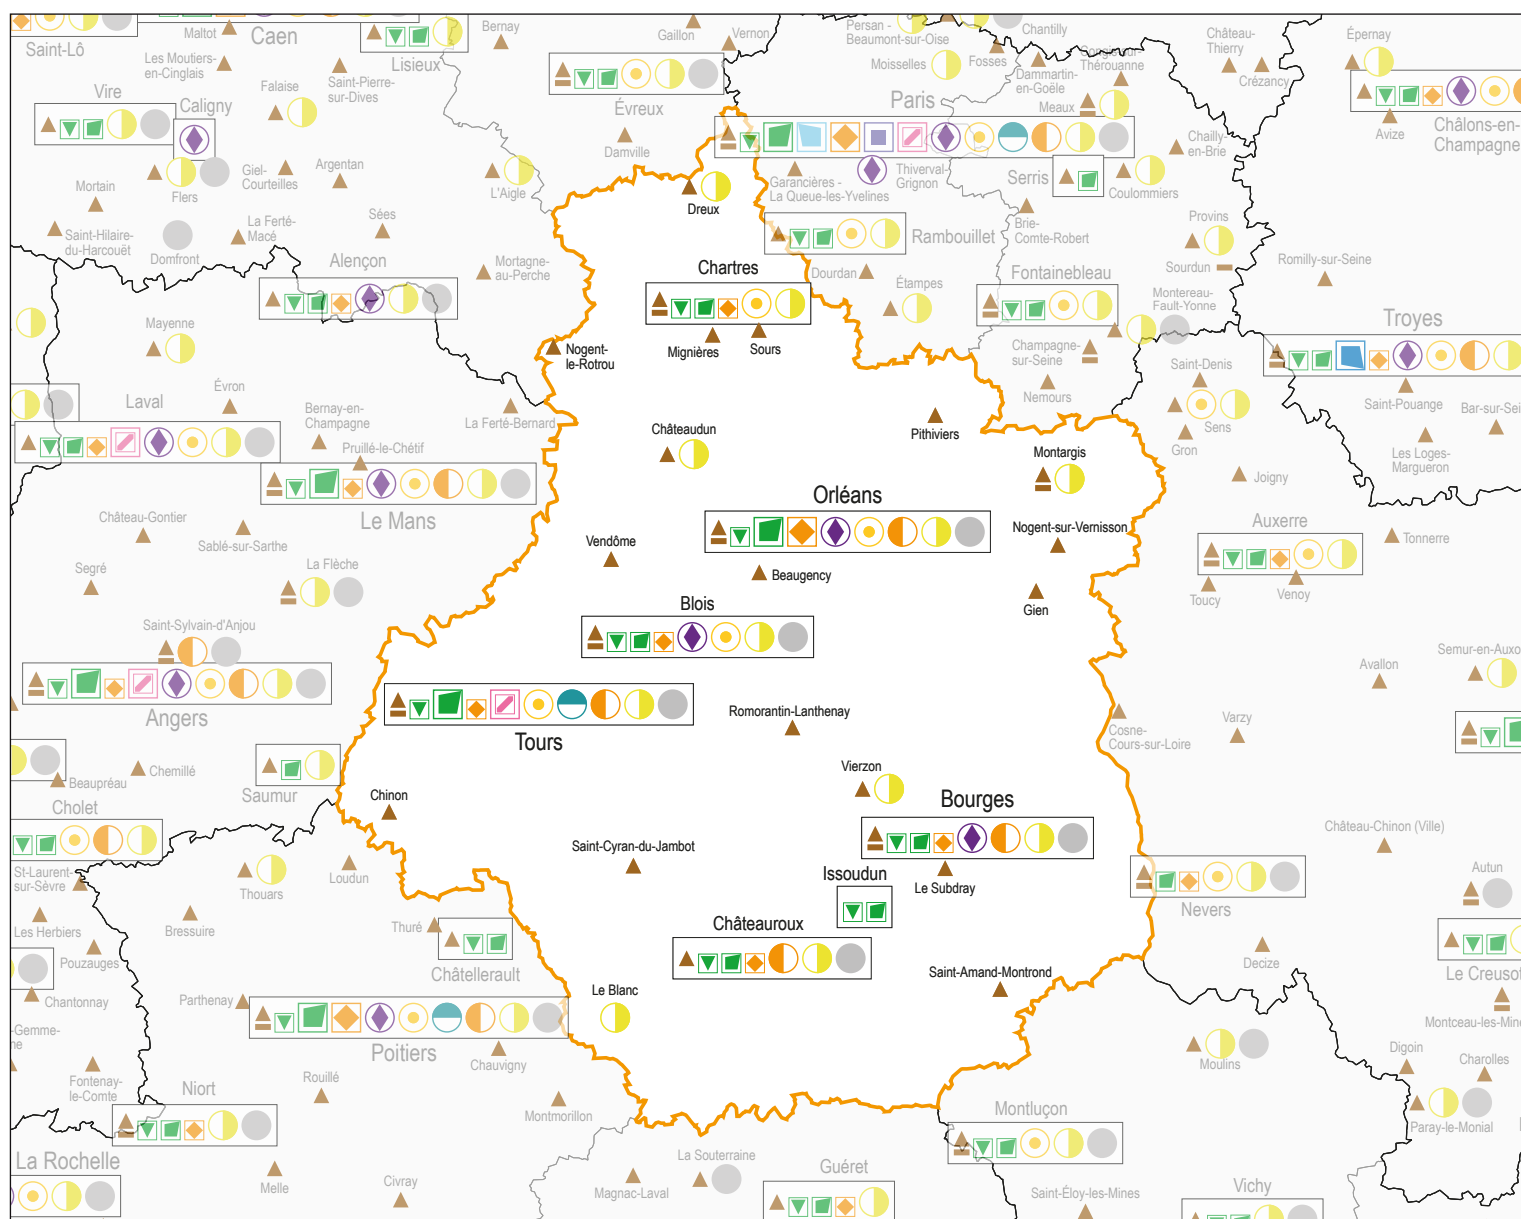 Saint-Lô
Maltot
Caen
Les Moutiers-
en-Cinglais
Lisieux
Bernay
Gaillon
Vernon
Persan -
Beaumont-sur-Oise
Chantilly
Moisselles
Fosses
Dammartin-
en-Goële
Thérouanne
Château-
Thierry
Crézancy
Épernay
Vire
Caligny
Falaise
Saint-Pierre-
sur-Dives
Évreux
Damville
Paris
Meaux
Chailly-
en-Brie
Avize
Châlons-en-
Champagne
Mortain
Flers
Giel-
Courteilles
Argentan
L'Aigle
Dreux
Garancières -
La Queue-les-Yvelines
Thiverval-
Grignon
Serris
Coulommiers
Saint-Hilaire-
du-Harcouët
Domfront
La Ferté-
Macé
Sées
Rambouillet
Brie-
Comte-Robert
Provins
Sourdun
Romilly-sur-Seine
Alençon
Mortagne-
au-Perche
Chartres
Dourdan
Étampes
Fontainebleau
Montereau-
Fault-Yonne
Troyes
Mayenne
Nogent-
le-Rotrou
Mignières
Sours
Champagne-
sur-Seine
Nemours
Saint-Denis
Sens
Gron
Saint-Pouange
Les Loges-
Margueron
Évron
Laval
Bernay-en-
Champagne
Pruillé-le-Chétif
La Ferté-Bernard
Châteaudun
Pithiviers
Montargis
Joigny
Le Mans
Orléans
Château-Gontier
Sablé-sur-Sarthe
Vendôme
Nogent-sur-Vernisson
Auxerre
Tonnerre
Segré
La Flèche
Beaugency
Gien
Toucy
Venoy
Saint-Sylvain-d'Anjou
Blois
Avallon
Angers
Tours
Romorantin-Lanthenay
Cosne-
Cours-sur-Loire
Varzy
Beaupréau
Chemillé
Cholet
Saumur
Chinon
Vierzon
Bourges
Château-Chinon (Ville)
St-Laurent-
sur-Sèvre
Thouars
Loudun
Saint-Cyran-du-Jambot
Issoudun
Le Subdray
Nevers
Autun
Les Herbiers
Pouzauges
Bressuire
Thuré
Châtellerault
Châteauroux
Decize
Chantonnay
Parthenay
Poitiers
Le Blanc
Saint-Amand-Montrond
Chauvigny
Moulins
Digoin
Charolles
Fontenay-
le-Comte
Niort
Rouillé
Montmorillon
Montluçon
Paray-le-Monial
La Rochelle
Melle
Civray
Magnac-Laval
La Souterraine
Guéret
Saint-Éloy-les-Mines
Vichy